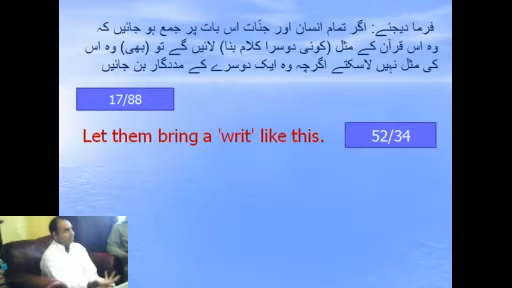 فرما دیجئے: اگر تمام انسان اور جنّات اس بات پر جمع ہو جائیں کہ
وہ اس قرآن کے مثل (کوئی دوسرا کلام بنا) لائیں گے تو (بھی) وہ اس
کی مثل نہیں لاسکتے اگرچہ وہ ایک دوسرے کے مددگار بن جائیں
17/88
Let them bring a 'writ' like this.
52/34